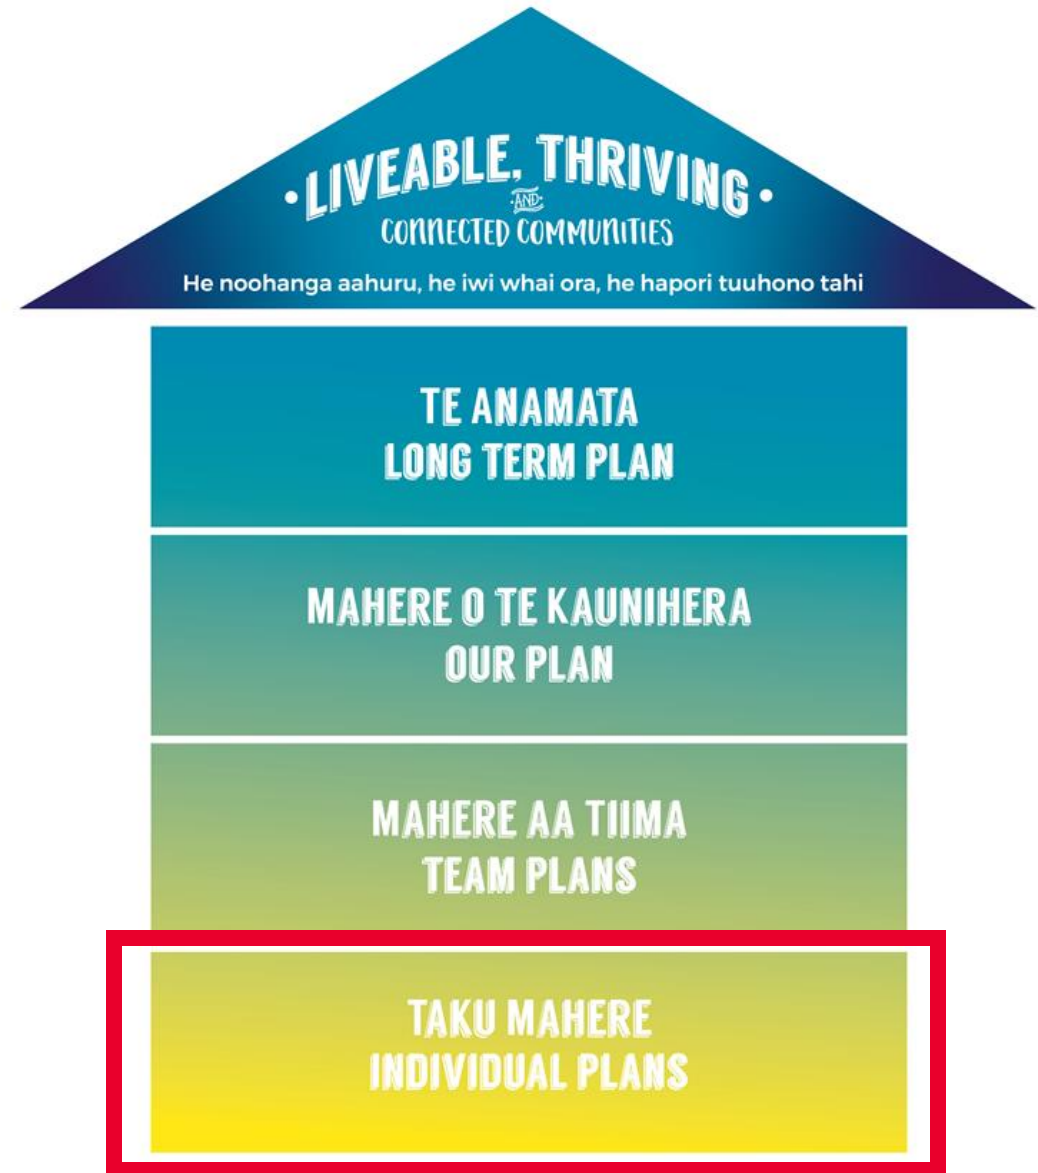 • LIVEABLE, THRIVING •
•AND•
CONNECTED COMMUNITIES
He noohanga aahuru, he iwi whai ora, he hapori tuuhono tahi
TE ANAMATA
LONG TERM PLAN
MAHERE O TE KAUNIHERA
OUR PLAN
MAHERE AA TIIMA
TEAM PLANS
TAKU MAHERE
INDIVIDUAL PLANS